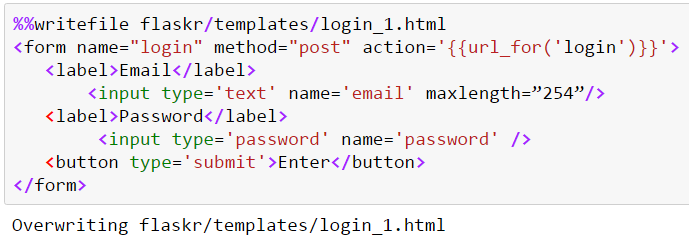 %%writefile flaskr/templates/login_1.html
<form name="login" method="post" action='{{url_for('login')}}'>
<label>Email</label>
<input type='text' name='email' maxlength=”254”/>
<label>Password</label>
<input type='password' name='password' />
<button type='submit'>Enter</button>
</form>
Overwriting flaskr/templates/login_1.html